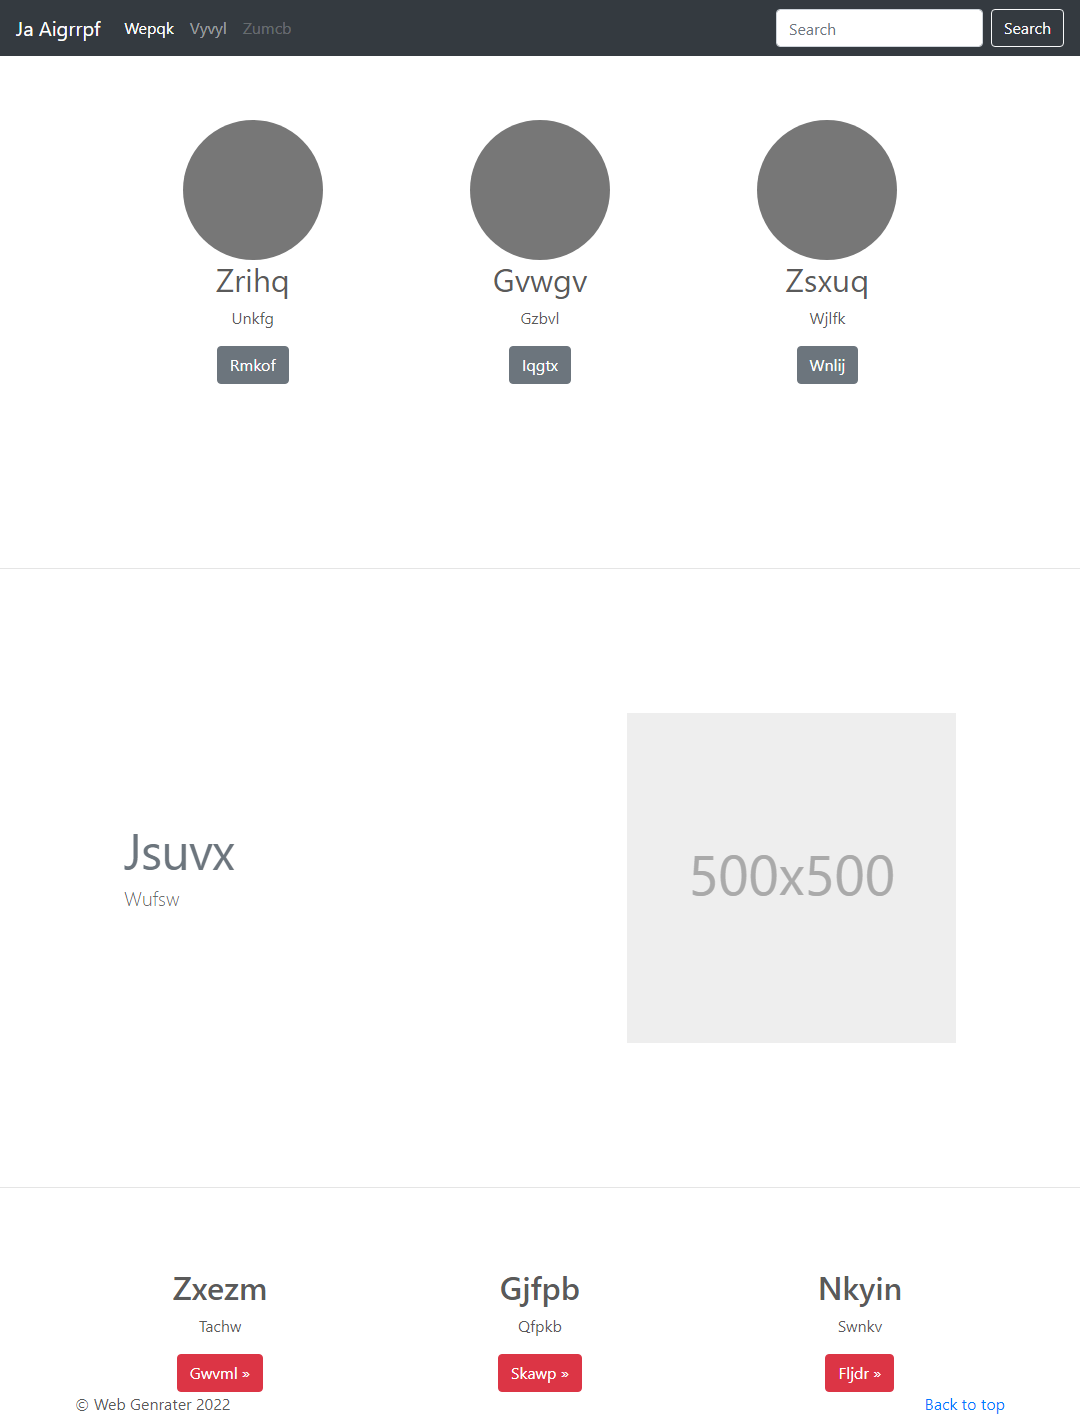 Ja Aigrrpf Wepqk Vyvyl Zumcb Search Search
Zrihq Gvwgv Zsxuq
Unkfg Gzbvl Wjlfk
Rmkof Iqgtx Wnlij
Jsuvx
Wufsw
500x500
Zxezm Gjfpb Nkyin
Tachw Qfpkb Swnkv
Gwvml » Skawp » Fljdr »
© Web Genrater 2022 Back to top